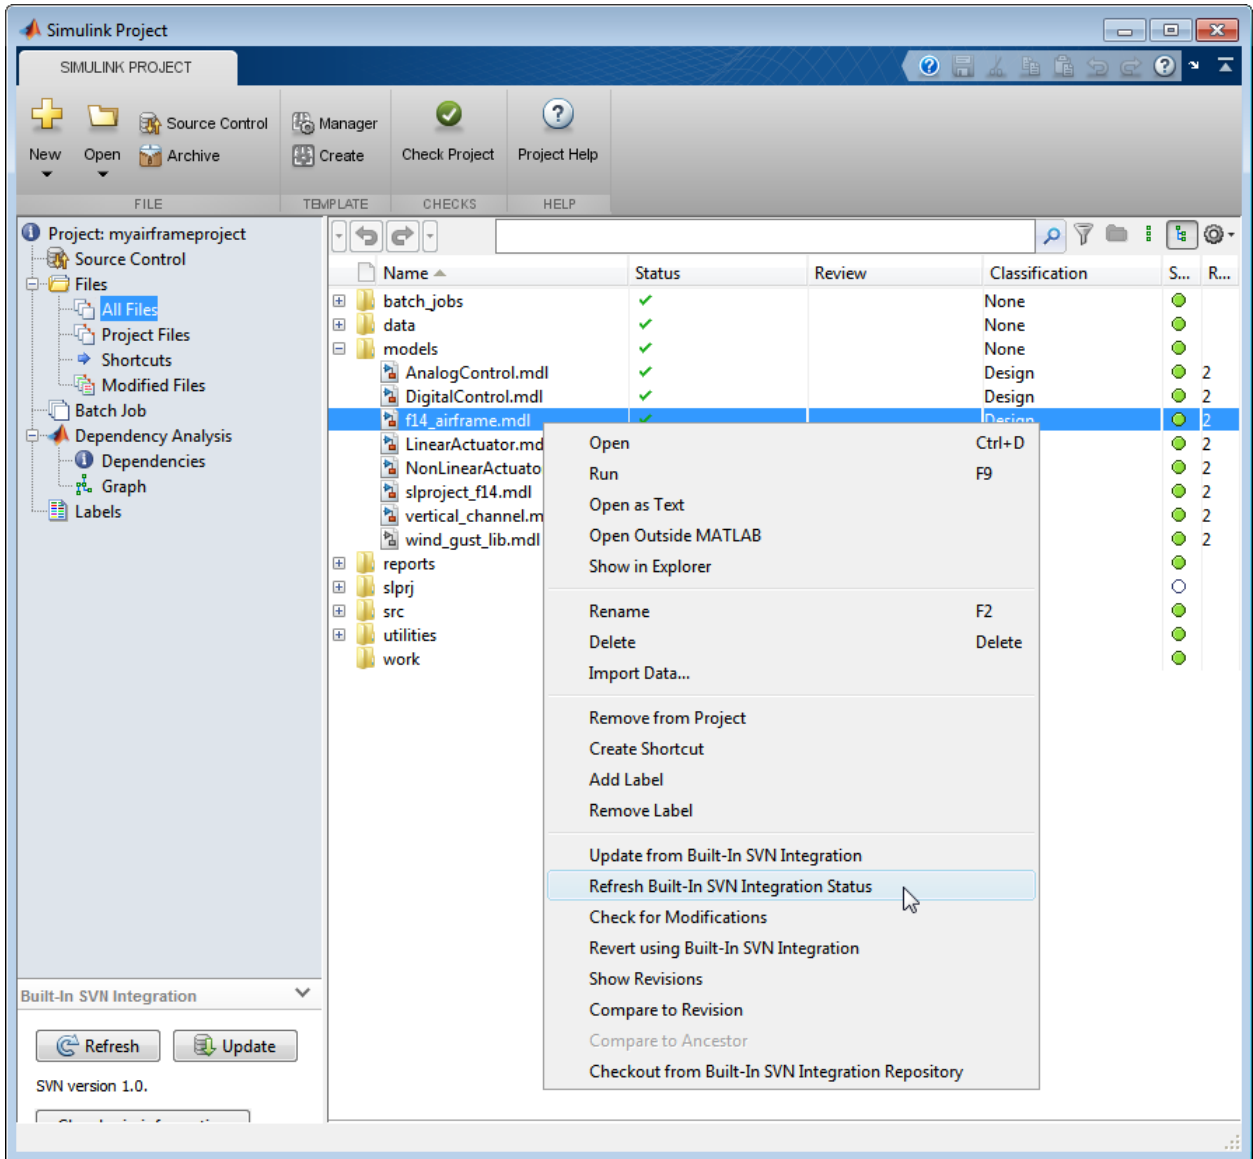 Simulink Project
SIMULINK PROJECT
New
Open
Source Control
Archive
Manager
Create
Check Project
Project Help
FILE
TEMPLATE
CHECKS
HELP
Project: myairframeproject
Source Control
Files
All Files
Project Files
Shortcuts
Modified Files
Batch Job
Dependency Analysis
Dependencies
Graph
Labels
Name Status Review Classification S... R...
batch_jobs None
data None
models None
AnalogControl.mdl Design 2
DigitalControl.mdl Design 2
f14_airframe.mdl Design 2
LinearActuator.md 2
NonLinearActuato 2
slproject_f14.mdl 2
vertical_channel.m 2
wind_gust_lib.mdl 2
reports
slprj
src
utilities
work
Open Ctrl+D
Run F9
Open as Text
Open Outside MATLAB
Show in Explorer
Rename F2
Delete Delete
Import Data...
Remove from Project
Create Shortcut
Add Label
Remove Label
Update from Built-In SVN Integration
Refresh Built-In SVN Integration Status
Check for Modifications
Revert using Built-In SVN Integration
Show Revisions
Compare to Revision
Compare to Ancestor
Checkout from Built-In SVN Integration Repository
Built-In SVN Integration
Refresh
Update
SVN version 1.0.